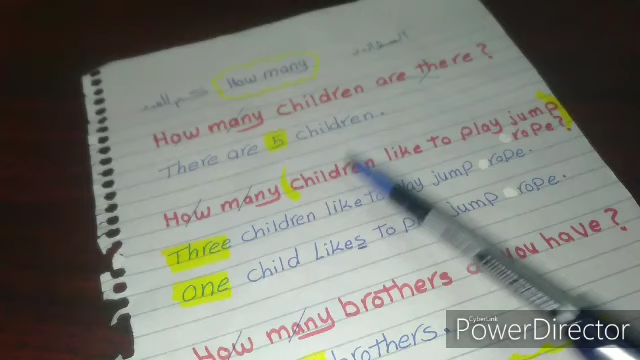 السؤال
How many كم العدد
How many children are there?
There are 5 children.
How many children like to play jump rope?
Three children like to play jump rope.
one child likes to play jump rope.
How many brothers do you have?
brothers.
CyberLink
PowerDirector